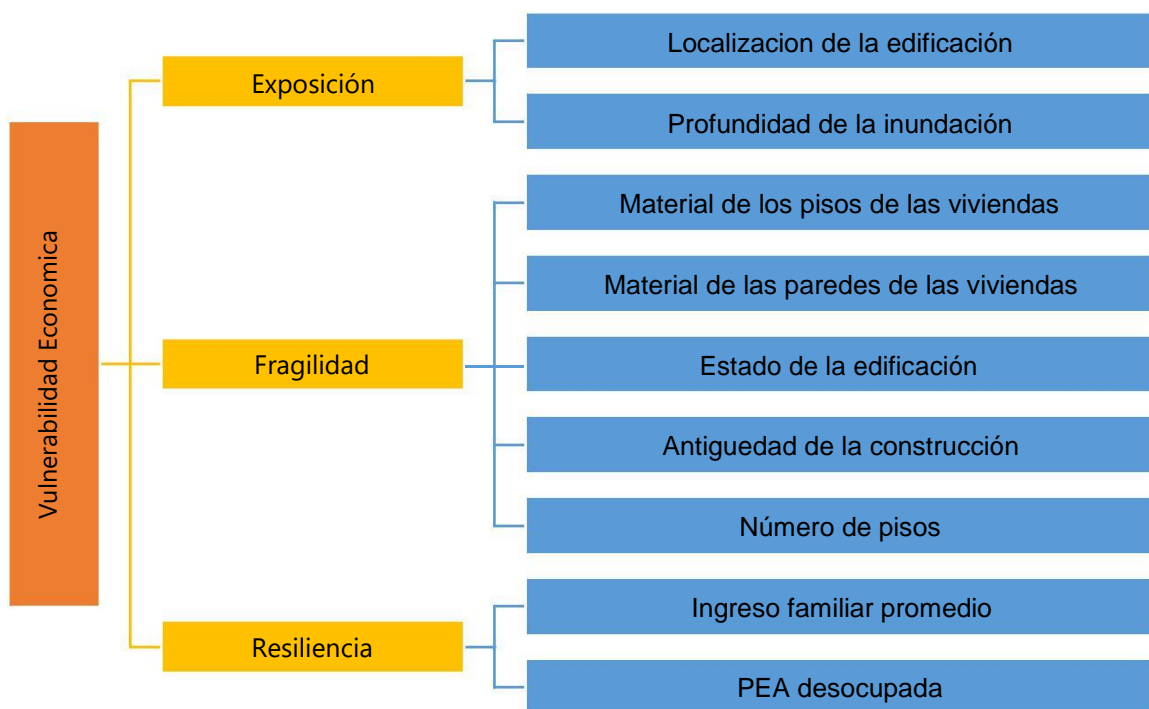 Vulnerabilidad Economica
Exposición
Localizacion de la edificación
Profundidad de la inundación
Fragilidad
Material de los pisos de las viviendas
Material de las paredes de las viviendas
Estado de la edificación
Antiguedad de la construcción
Número de pisos
Resiliencia
Ingreso familiar promedio
PEA desocupada